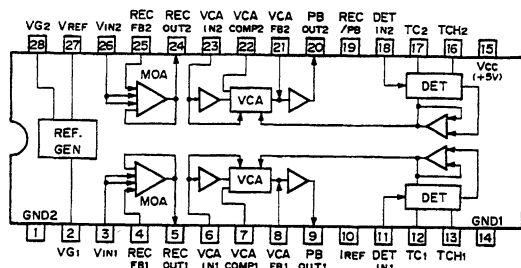 REC REC VCA VCA VCA PB REC DET
VG2 VREF VIN2 FB2 OUT2 IN2 COMP2 FB2 OUT2 /PB IN2 TC2 TCH2
28 27 26 25 24 23 22 21 20 19 18 17 16 15
MOA VCA DET VCC
(+5V)
REF.
GEN
MOA VCA DET
GND2 GND1
1 2 3 4 5 6 7 8 9 10 11 12 13 14
VG1 VIN1 REC REC VCA VCA VCA PB IREF DET TC1 TCH1
FB1 OUT1 IN1 COMP1 FB1 OUT1 IN1